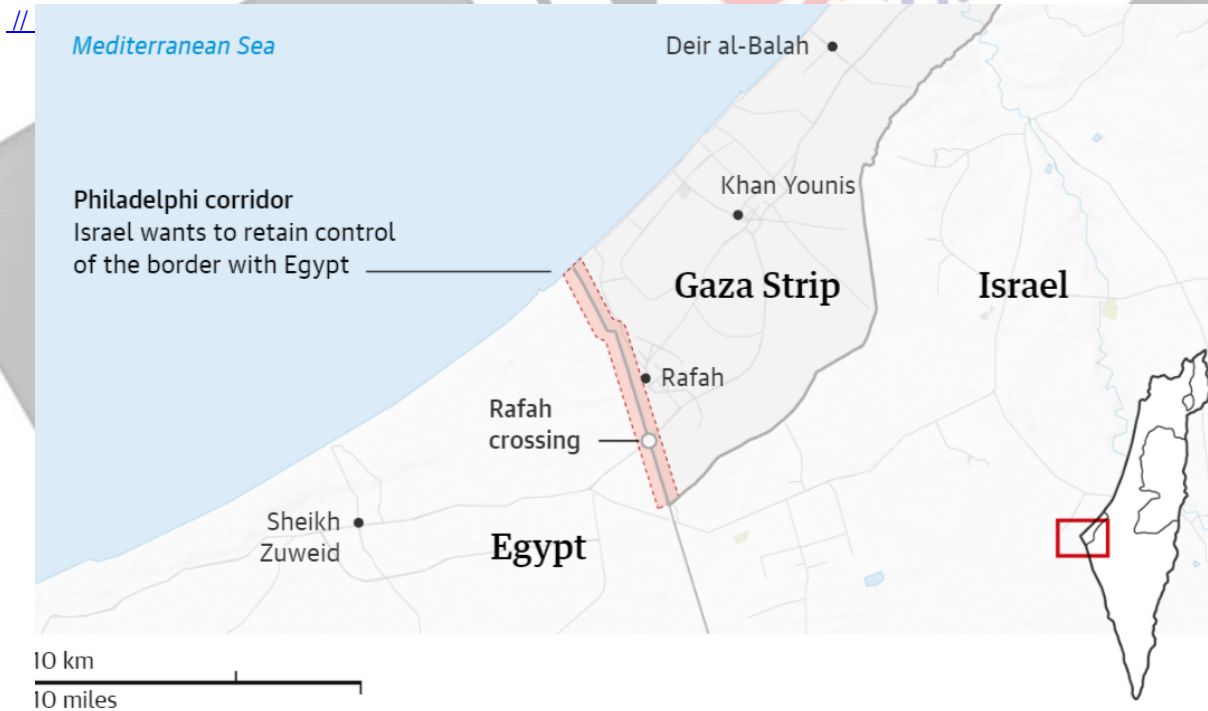 //
Mediterranean Sea
Deir al-Balah
Philadelphi corridor
Israel wants to retain control
of the border with Egypt
Khan Younis
Gaza Strip
Israel
Rafah
Rafah
crossing
Sheikh
Zuweid
Egypt
10 km
10 miles